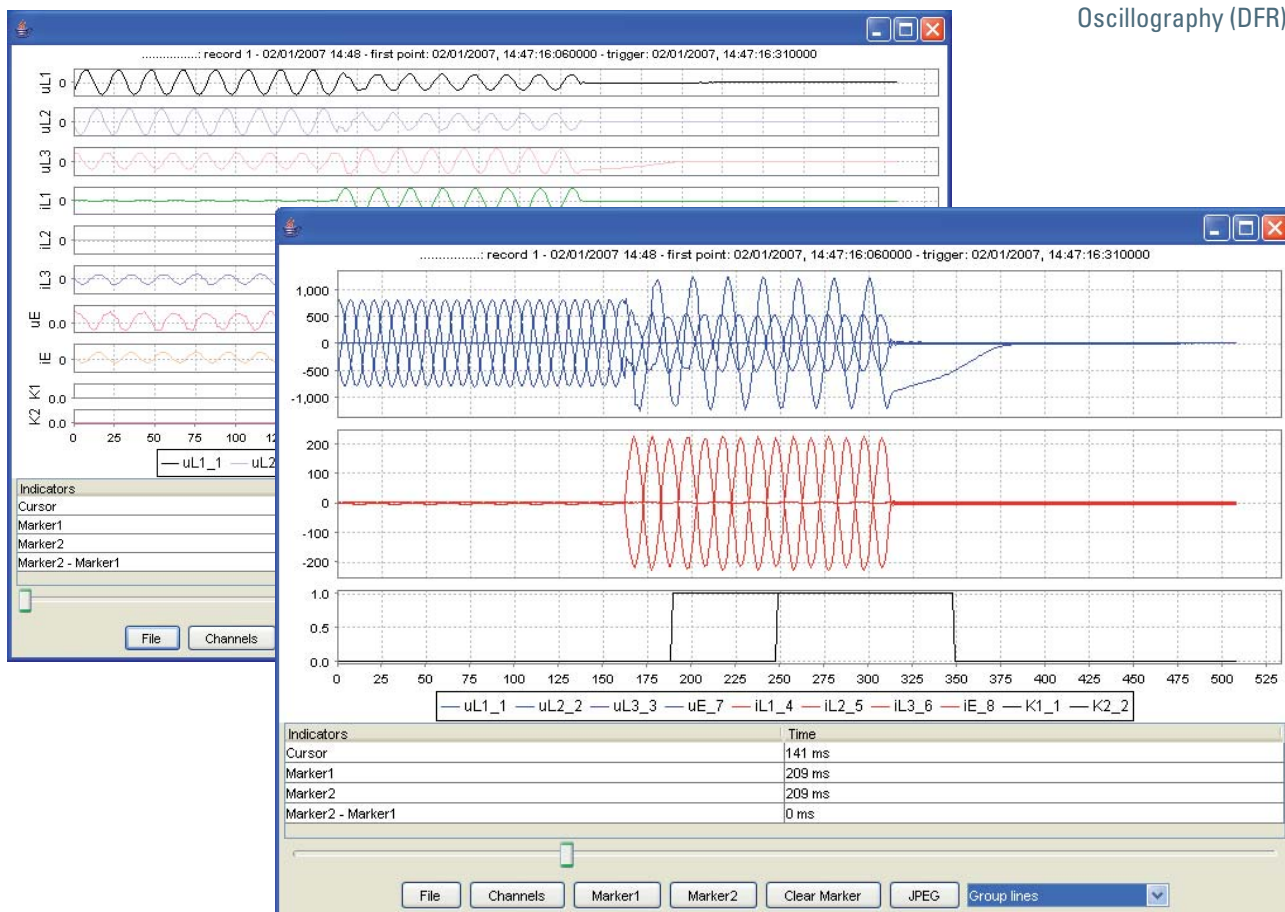 Oscillography (DFR)
...............: record 1 - 02/01/2007 14:48 - first point: 02/01/2007, 14:47:16:060000 - trigger: 02/01/2007, 14:47:16:310000
uL1 0
uL2 0
uL3 0
iL1 0
iL2 0
iL3 0
uE 0.0
iE 0
K1 0.0
K2 0.0
0 25 50 75 100
uL1_1 uL2
Indicators
Cursor
Marker1
Marker2
Marker2 - Marker1
File Channels
................: record 1 - 02/01/2007 14:48 - first point: 02/01/2007, 14:47:16:060000 - trigger: 02/01/2007, 14:47:16:310000
1,000
500
0
-500
-1,000
200
100
0
-100
-200
1.0
0.5
0.0
0 25 50 75 100 125 150 175 200 225 250 275 300 325 350 375 400 425 450 475 500 525
uL1_1 uL2_2 uL3_3 uE_7 iL1_4 iL2_5 iL3_6 iE_8 K1_1 K2_2
Indicators Time
Cursor 141 ms
Marker1 209 ms
Marker2 209 ms
Marker2 - Marker1 0 ms
File Channels Marker1 Marker2 Clear Marker JPEG Group lines